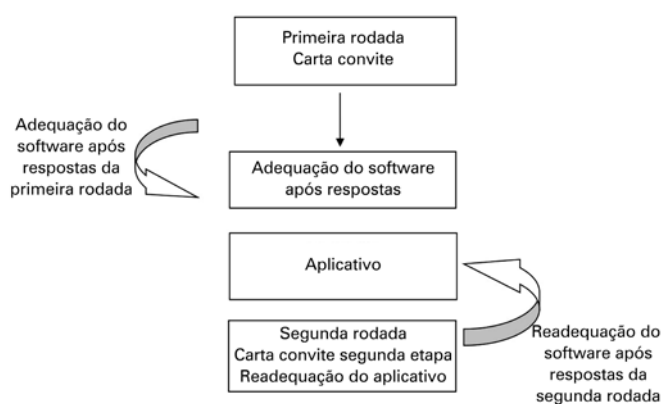 Primeira rodada
Carta convite
Adequação do
software após
respostas da
primeira rodada
Adequação do software
após respostas
Aplicativo
Segunda rodada
Carta convite segunda etapa
Readequação do aplicativo
Readequação do
software após
respostas da
segunda rodada